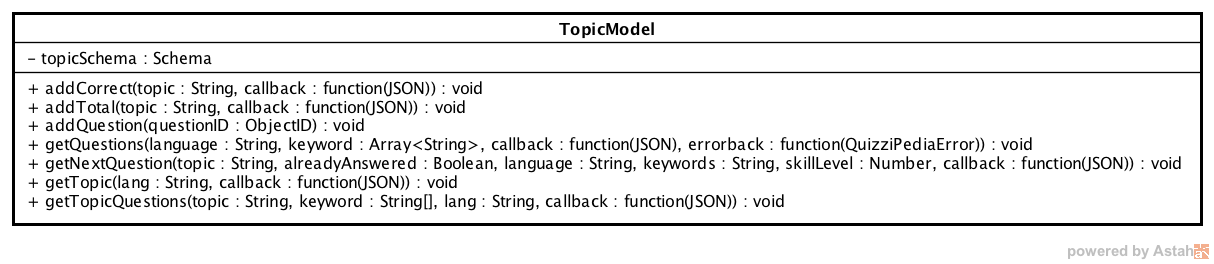 TopicModel
- topicSchema : Schema
+ addCorrect(topic : String, callback : function(JSON)) : void
+ addTotal(topic : String, callback : function(JSON)) : void
+ addQuestion(questionID : ObjectID) : void
+ getQuestions(language : String, keyword : Array<String>, callback : function(JSON), errorback : function(QuizziPediaError)) : void
+ getNextQuestion(topic : String, alreadyAnswered : Boolean, language : String, keywords : String, skillLevel : Number, callback : function(JSON)) : void
+ getTopic(lang : String, callback : function(JSON)) : void
+ getTopicQuestions(topic : String, keyword : String[], lang : String, callback : function(JSON)) : void
powered by Astah